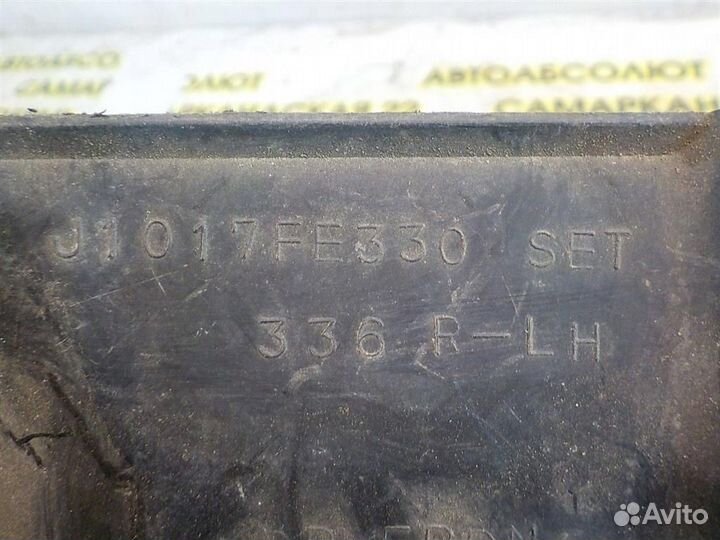 АВТОАБСОЛЮТ
J1017FE330 SET
336 R-LH
Avito